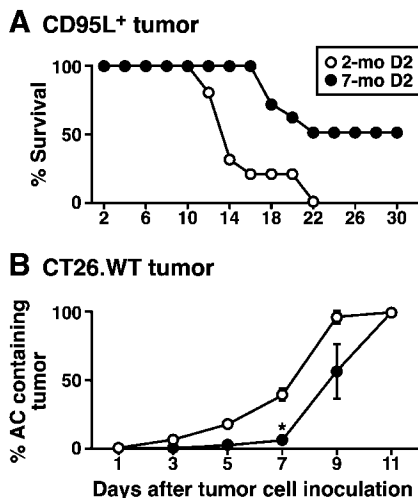 A CD95L+ tumor
2-mo D2
7-mo D2
% Survival
100
50
0
2 6 10 14 18 22 26 30
B CT26.WT tumor
% AC containing
tumor
100
50
0
*
1 3 5 7 9 11
Days after tumor cell inoculation